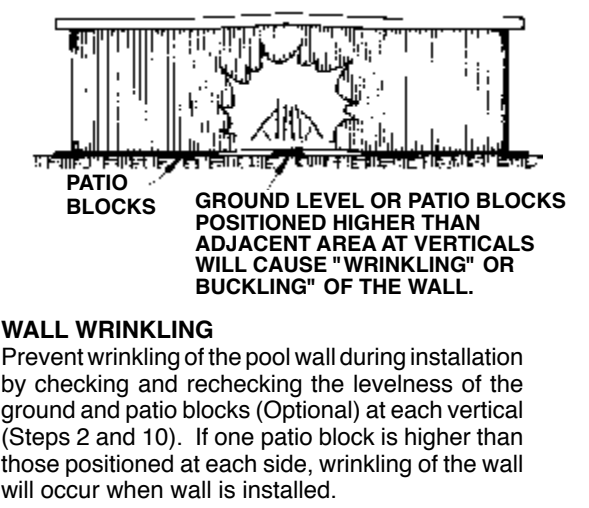 PATIO
BLOCKS
GROUND LEVEL OR PATIO BLOCKS
POSITIONED HIGHER THAN
ADJACENT AREA AT VERTICALS
WILL CAUSE "WRINKLING" OR
BUCKLING" OF THE WALL.
WALL WRINKLING
Prevent wrinkling of the pool wall during installation
by checking and rechecking the levelness of the
ground and patio blocks (Optional) at each vertical
(Steps 2 and 10). If one patio block is higher than
those positioned at each side, wrinkling of the wall
will occur when wall is installed.